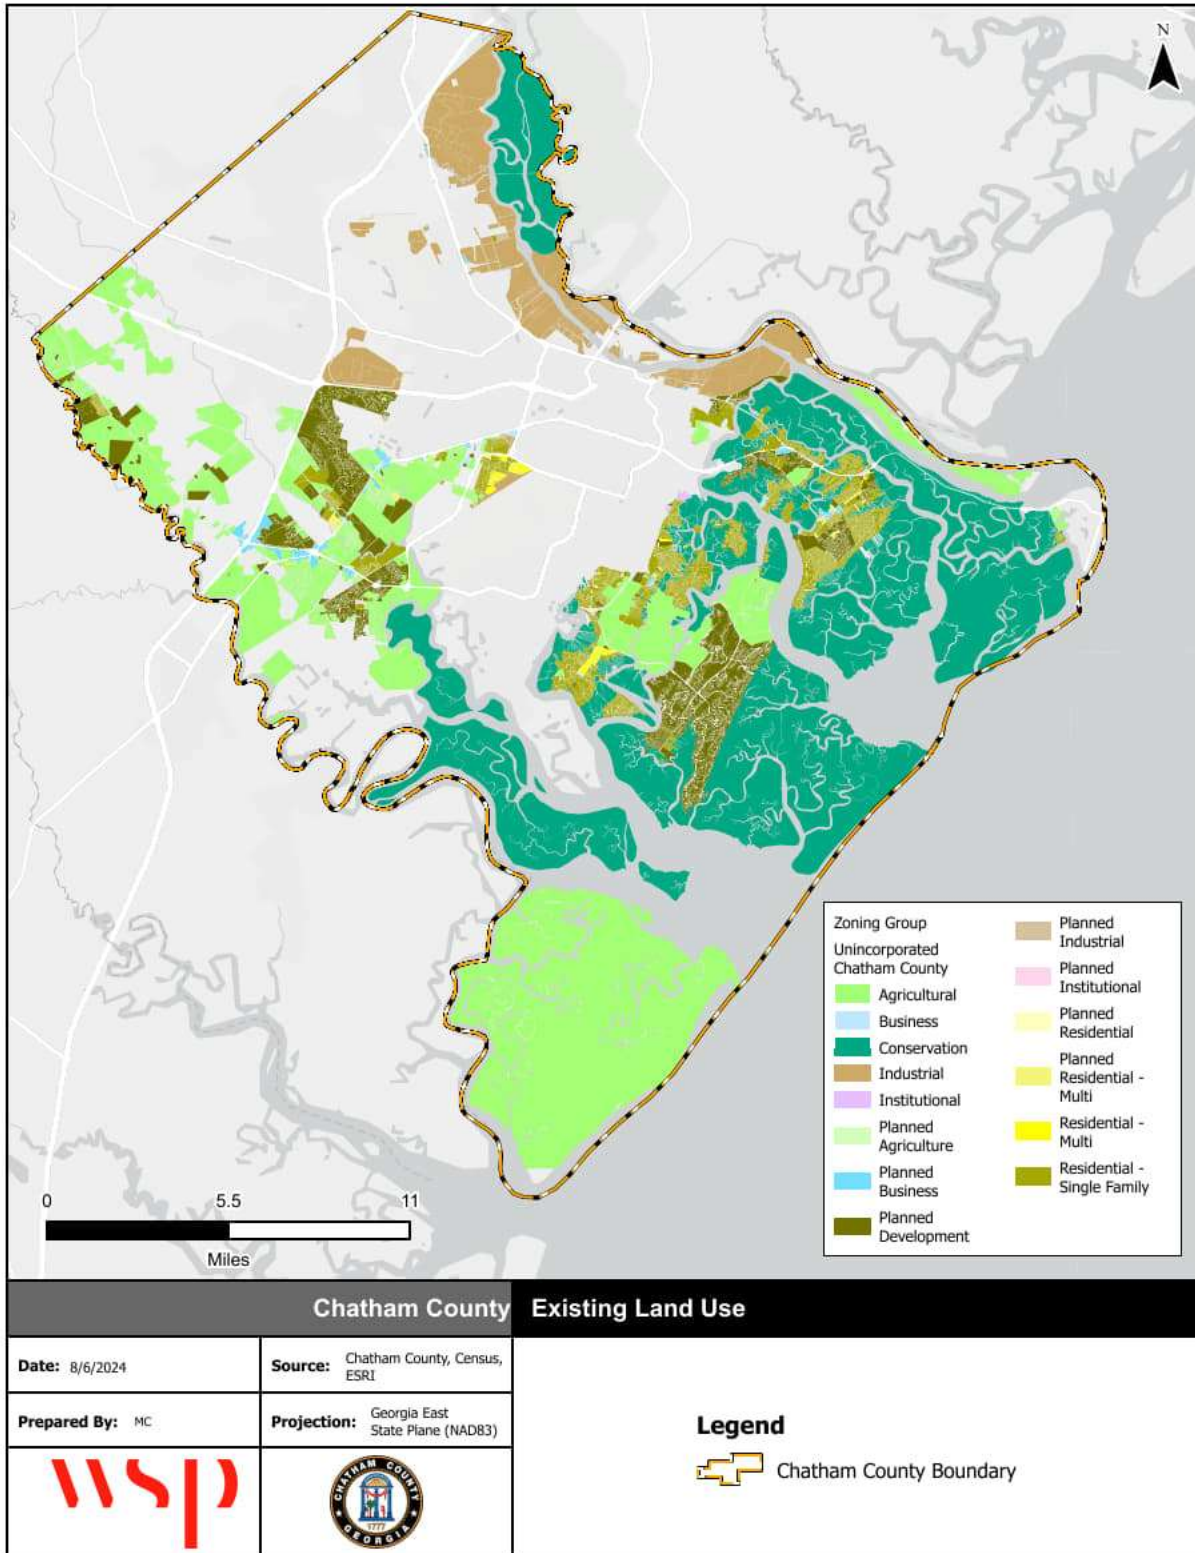 N
Zoning Group
Unincorporated
Chatham County
Agricultural
Business
Conservation
Industrial
Institutional
Planned
Agriculture
Planned
Business
Planned
Development
Planned
Industrial
Planned
Institutional
Planned
Residential
Planned
Residential -
Multi
Residential -
Multi
Residential -
Single Family
0 5.5 11
Miles
Chatham County Existing Land Use
Date: 8/6/2024
Source: Chatham County, Census,
ESRI
Prepared By: MC
Projection: Georgia East
State Plane (NAD83)
wsp
CHATHAM COUNTY
1777
GEORGIA
Legend
Chatham County Boundary